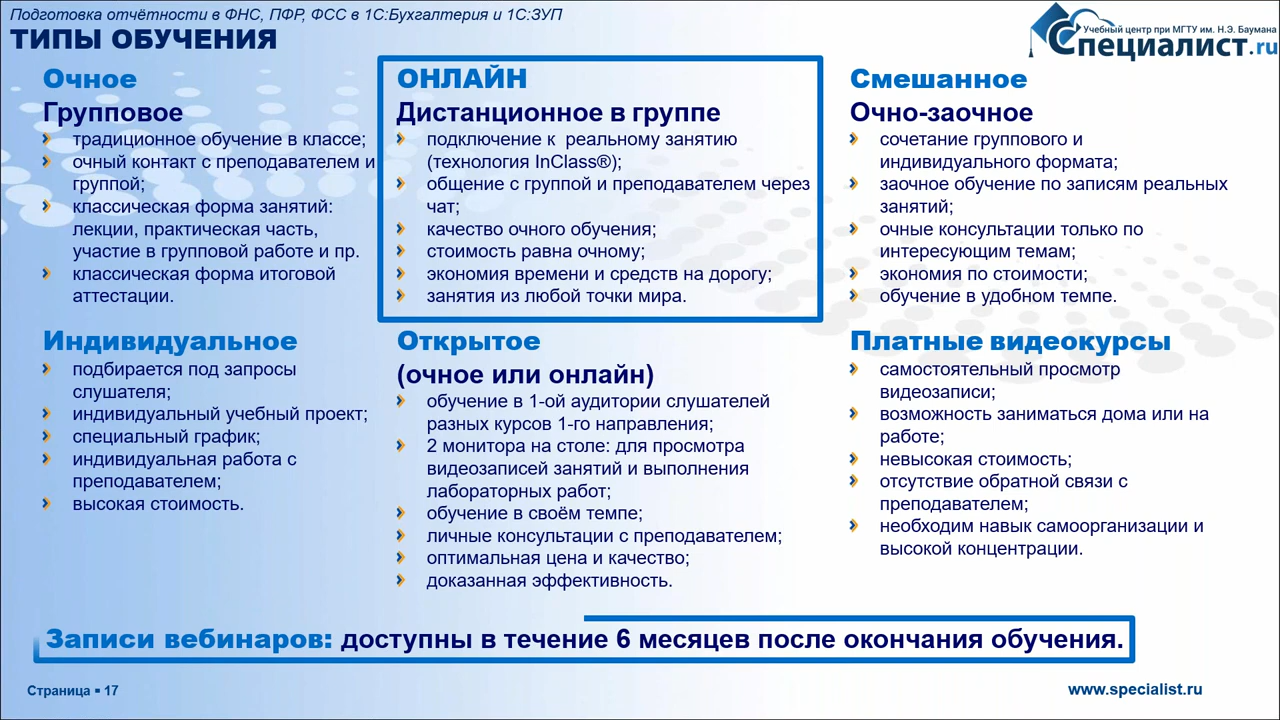 Подготовка отчётности в ФНС, ПФР, ФСС в 1С:Бухгалтерия и 1С:ЗУП
ТИПЫ ОБУЧЕНИЯ
Учебный центр при МГТУ им. Н.Э. Баумана
Специалист.ru
Очное
Групповое
традиционное обучение в классе;
очный контакт с преподавателем и
группой;
классическая форма занятий:
лекции, практическая часть,
участие в групповой работе и пр.
классическая форма итоговой
аттестации.
ОНЛАЙН
Дистанционное в группе
подключение к реальному занятию
(технология InClass®);
общение с группой и преподавателем через
чат;
качество очного обучения;
стоимость равна очному;
экономия времени и средств на дорогу;
занятия из любой точки мира.
Смешанное
Очно-заочное
сочетание группового и
индивидуального формата;
заочное обучение по записям реальных
занятий;
очные консультации только по
интересующим темам;
экономия по стоимости;
обучение в удобном темпе.
Индивидуальное
подбирается под запросы
слушателя;
индивидуальный учебный проект;
специальный график;
индивидуальная работа с
преподавателем;
высокая стоимость.
Открытое
(очное или онлайн)
обучение в 1-ой аудитории слушателей
разных курсов 1-го направления;
2 монитора на столе: для просмотра
видеозаписей занятий и выполнения
лабораторных работ;
обучение в своём темпе;
личные консультации с преподавателем;
оптимальная цена и качество;
доказанная эффективность.
Платные видеокурсы
самостоятельный просмотр
видеозаписи;
возможность заниматься дома или на
работе;
невысокая стоимость;
отсутствие обратной связи с
преподавателем;
необходим навык самоорганизации и
высокой концентрации.
Записи вебинаров: доступны в течение 6 месяцев после окончания обучения.
Страница ▪ 17
www.specialist.ru